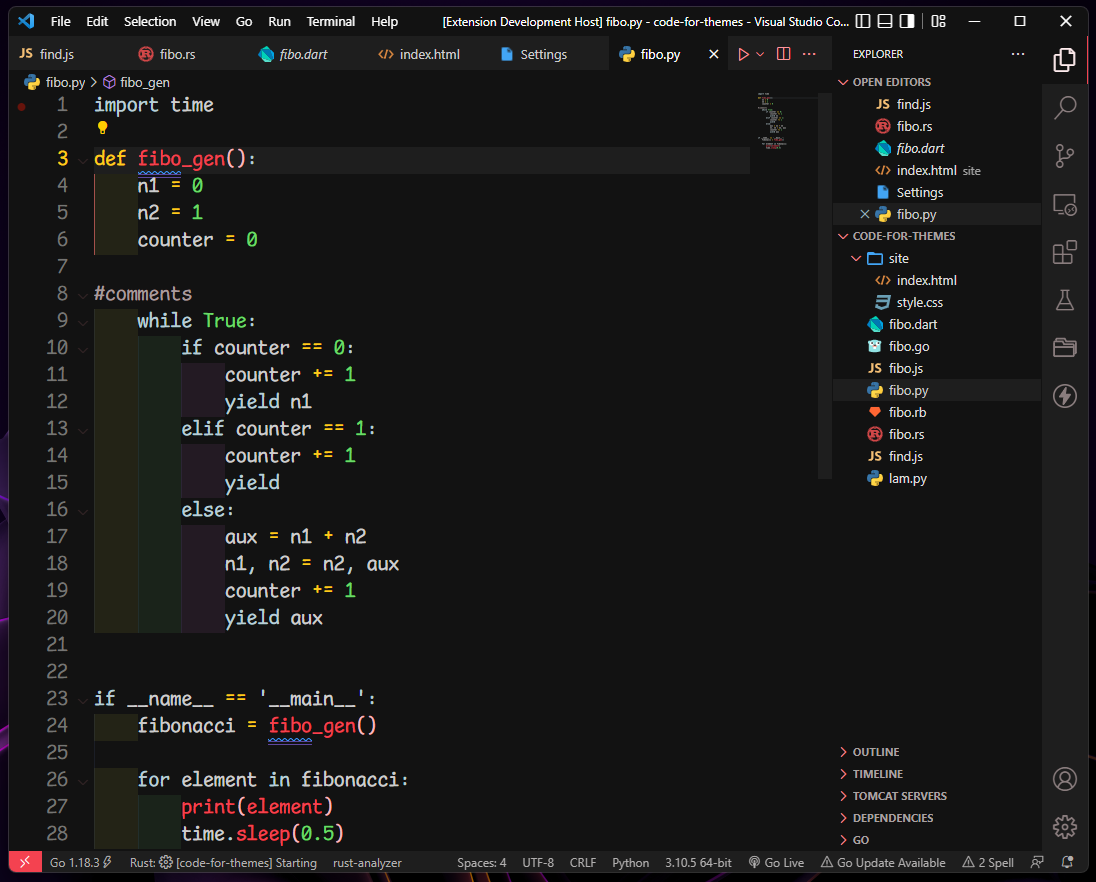 File Edit Selection View Go Run Terminal Help [Extension Development Host] fibo.py - code-for-themes - Visual Studio Co...
JS find.js fibo.rs fibo.dart index.html Settings fibo.py
fibo.py > fibo_gen
1 import time
2
3 def fibo_gen():
4 n1 = 0
5 n2 = 1
6 counter = 0
7
8 #comments
9 while True:
10 if counter == 0:
11 counter += 1
12 yield n1
13 elif counter == 1:
14 counter += 1
15 yield
16 else:
17 aux = n1 + n2
18 n1, n2 = n2, aux
19 counter += 1
20 yield aux
21
22
23 if __name__ == '__main__':
24 fibonacci = fibo_gen()
25
26 for element in fibonacci:
27 print(element)
28 time.sleep(0.5)
EXPLORER
OPEN EDITORS
JS find.js
fibo.rs
fibo.dart
index.html site
Settings
fibo.py
CODE-FOR-THEMES
site
index.html
style.css
fibo.dart
fibo.go
JS fibo.js
fibo.py
fibo.rb
fibo.rs
JS find.js
lam.py
OUTLINE
TIMELINE
TOMCAT SERVERS
DEPENDENCIES
GO
Go 1.18.3 Rust: [code-for-themes] Starting rust-analyzer Spaces: 4 UTF-8 CRLF Python 3.10.5 64-bit Go Live Go Update Available 2 Spell